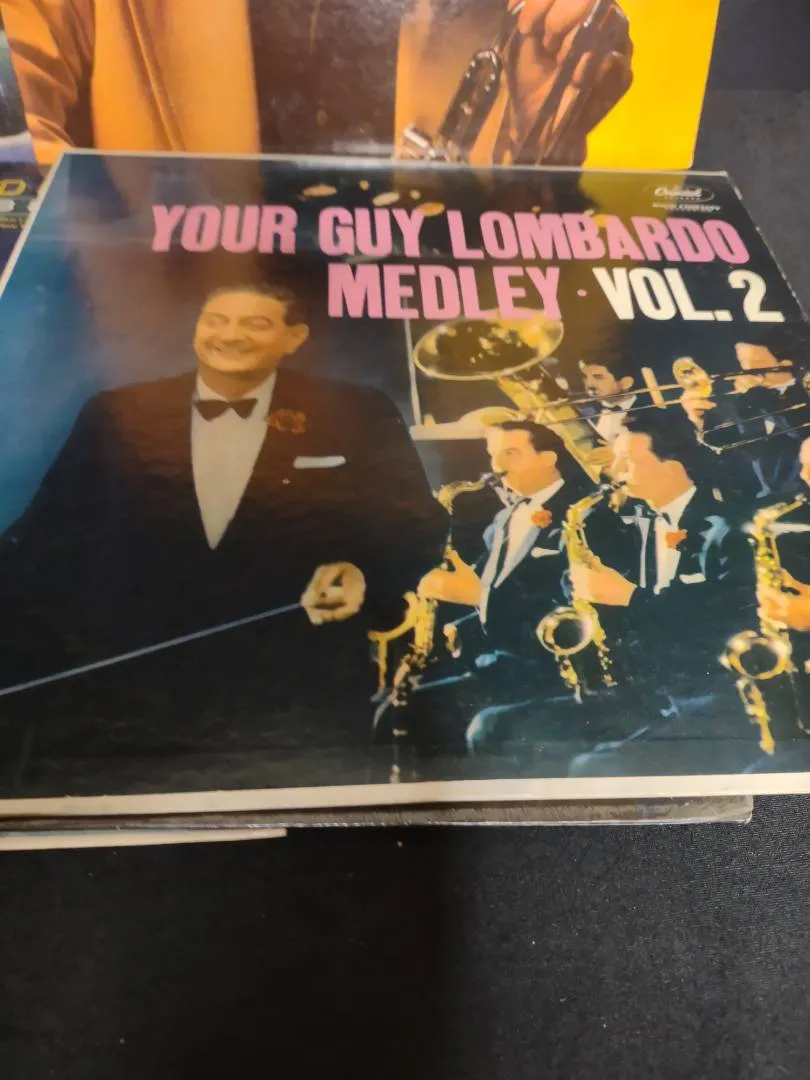 YOUR GUY LOMBARDO
MEDLEY · VOL. 2
Capitol
D